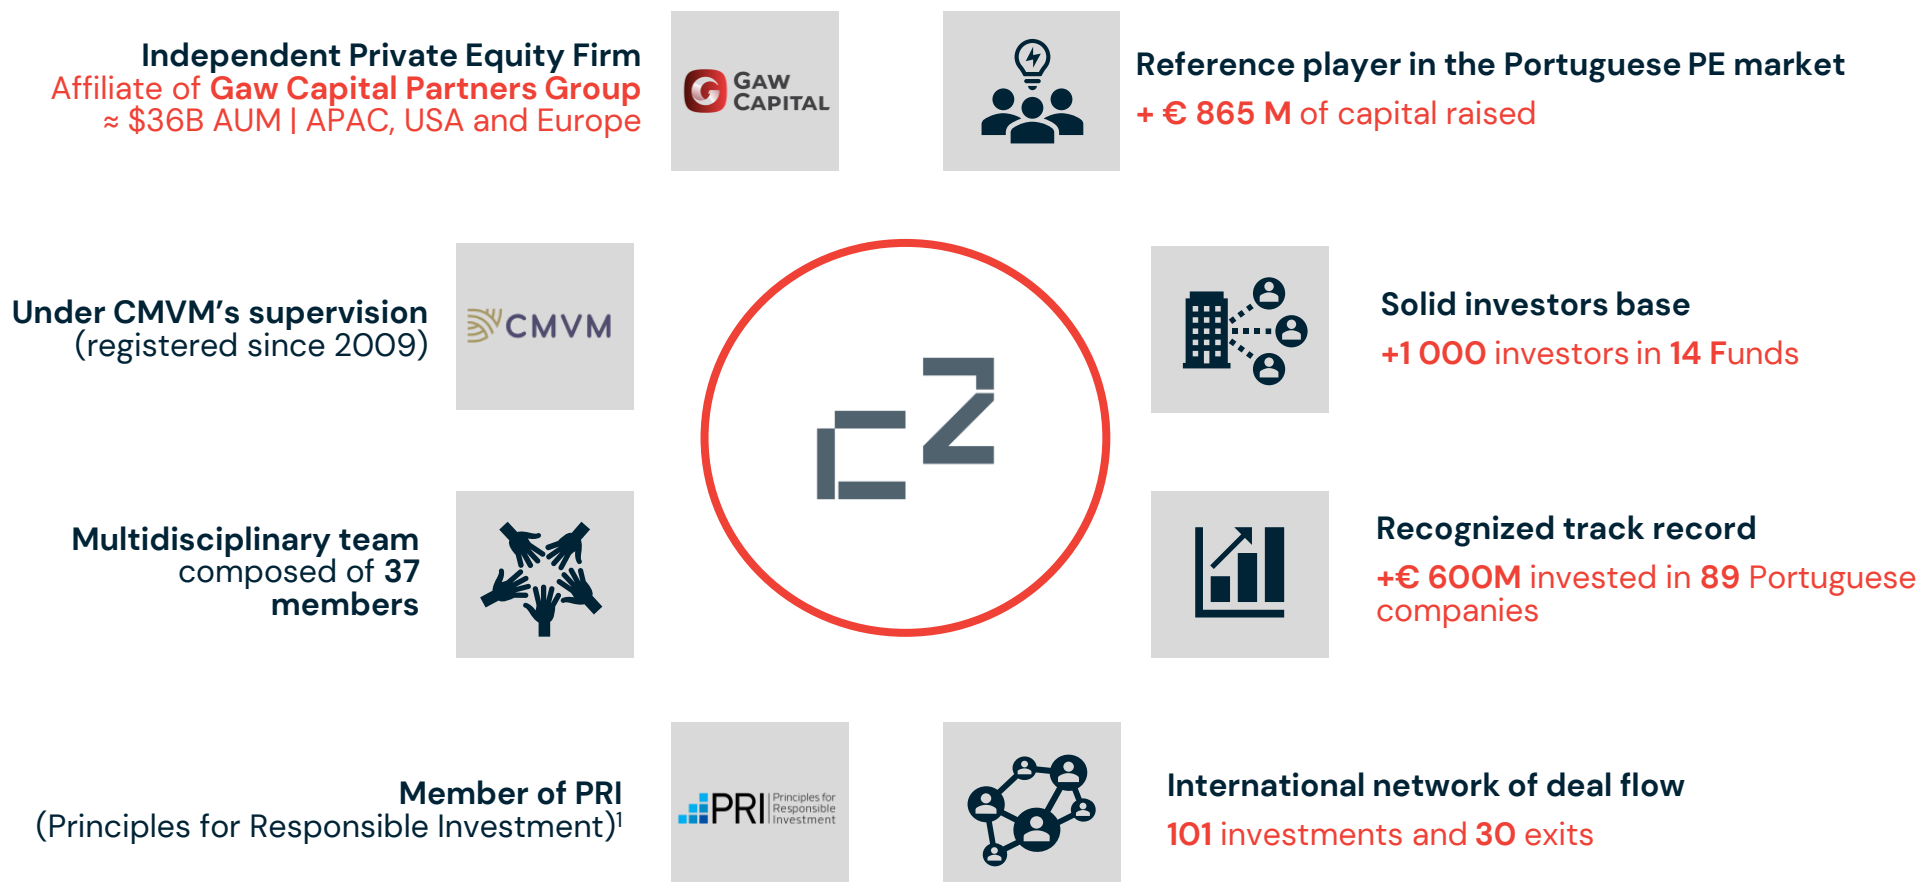 Independent Private Equity Firm
Affiliate of Gaw Capital Partners Group
≈ $36B AUM | APAC, USA and Europe
GAW
CAPITAL
Reference player in the Portuguese PE market
+ € 865 M of capital raised
Under CMVM’s supervision
(registered since 2009)
CMVM
Solid investors base
+1 000 investors in 14 Funds
Multidisciplinary team
composed of 37
members
Recognized track record
+€ 600M invested in 89 Portuguese
companies
Member of PRI
(Principles for Responsible Investment)¹
PRI
Principles for
Responsible
Investment
International network of deal flow
101 investments and 30 exits